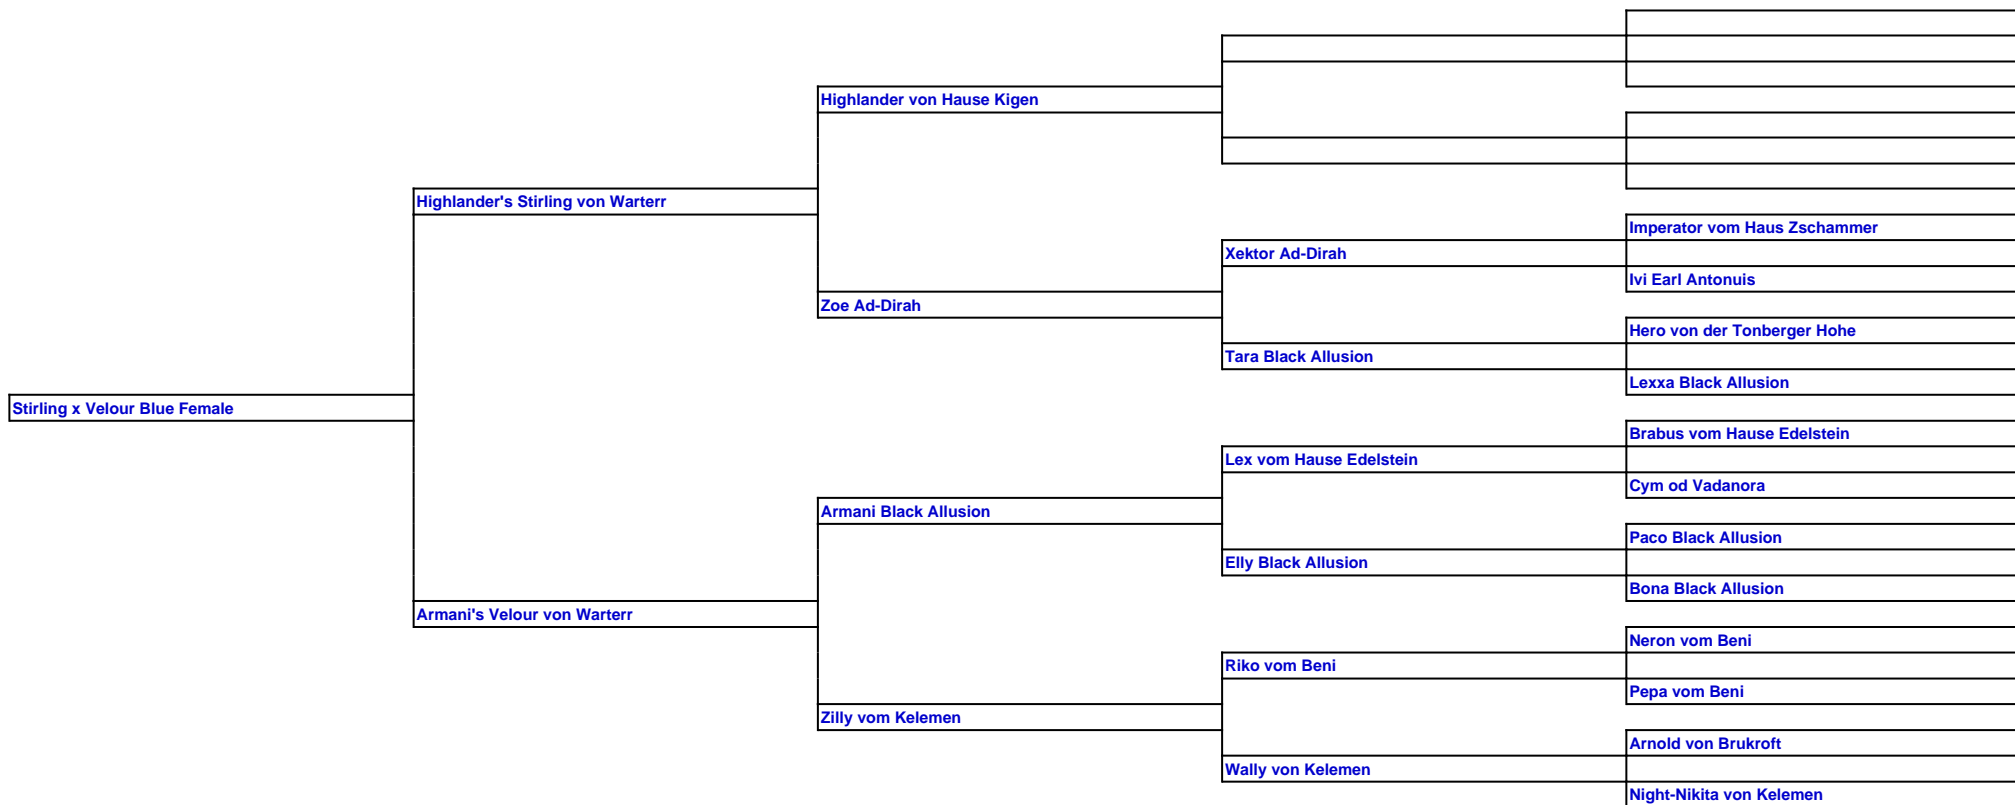 Highlander von Hause Kigen
Highlander's Stirling von Warterr
Imperator vom Haus Zschammer
Xektor Ad-Dirah
Ivi Earl Antonuis
Zoe Ad-Dirah
Hero von der Tonberger Hohe
Tara Black Allusion
Lexxa Black Allusion
Stirling x Velour Blue Female
Brabus vom Hause Edelstein
Lex vom Hause Edelstein
Cym od Vadanora
Armani Black Allusion
Paco Black Allusion
Elly Black Allusion
Bona Black Allusion
Armani's Velour von Warterr
Neron vom Beni
Riko vom Beni
Pepa vom Beni
Zilly vom Kelemen
Arnold von Brukroft
Wally von Kelemen
Night-Nikita von Kelemen